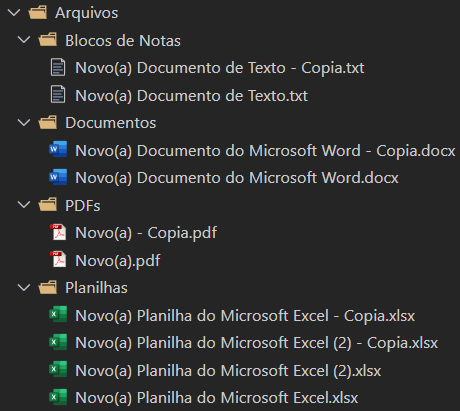 Arquivos
Blocos de Notas
Novo(a) Documento de Texto - Copia.txt
Novo(a) Documento de Texto.txt
Documentos
Novo(a) Documento do Microsoft Word - Copia.docx
Novo(a) Documento do Microsoft Word.docx
PDFs
Novo(a) - Copia.pdf
Novo(a).pdf
Planilhas
Novo(a) Planilha do Microsoft Excel - Copia.xlsx
Novo(a) Planilha do Microsoft Excel (2) - Copia.xlsx
Novo(a) Planilha do Microsoft Excel (2).xlsx
Novo(a) Planilha do Microsoft Excel.xlsx